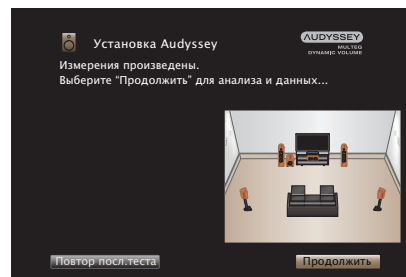 Установка Audyssey
AUDYSSEY
MULTEQ
DYNAMIC VOLUME
Измерения произведены.
Выберите “Продолжить” для анализа и данных...
Повтор посл.теста
Продолжить